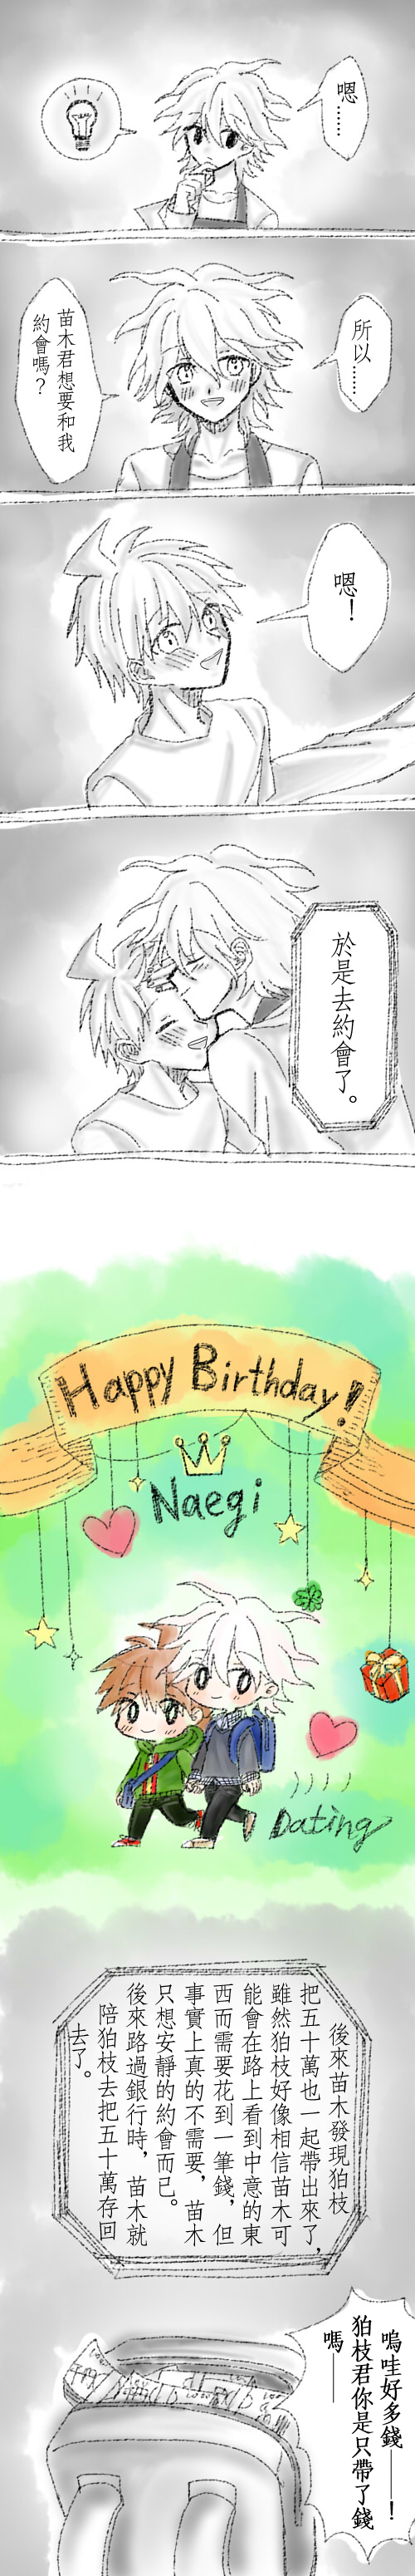 嗯……
所以……
苗木君想要和我
約會嗎？
嗯！
於是去約會了。
Happy Birthday!
Naegi
Dating
後來苗木發現狛枝
把五十萬也一起帶出來了，
雖然狛枝好像相信苗木可
能會在路上看到中意的東
西而需要花到一筆錢，但
事實上真的不需要，苗木
只想安靜的約會而已。
後來路過銀行時，苗木就
陪狛枝去把五十萬存回
去了。
嗚哇好多錢——！
狛枝君你是只帶了錢
嗎——